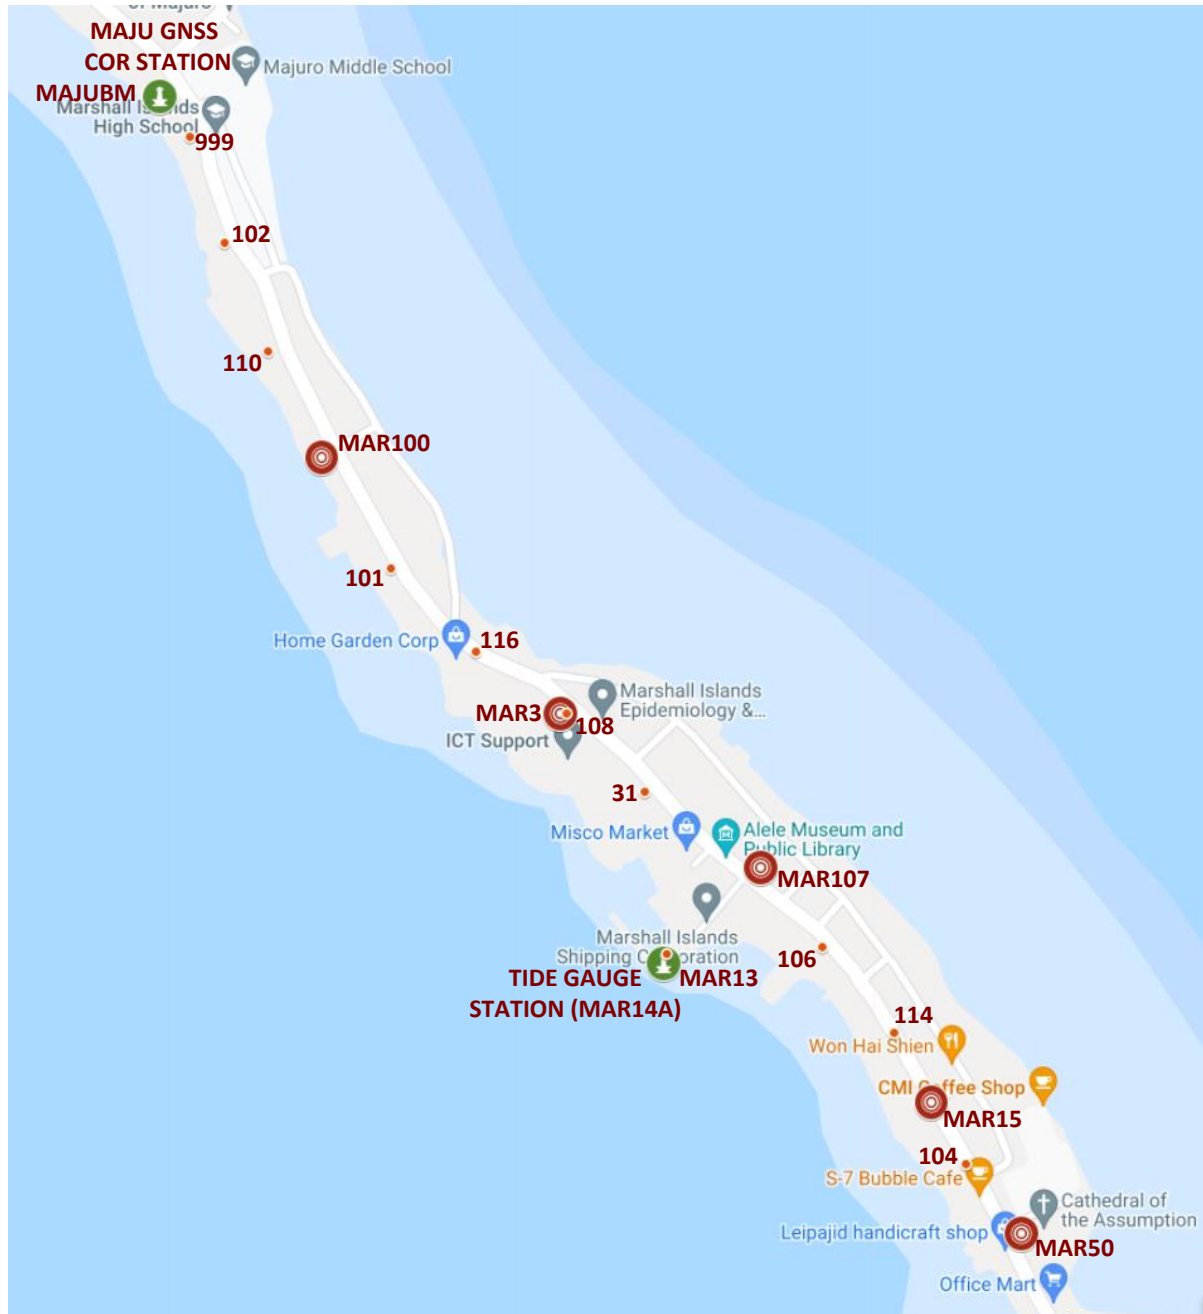 of Majuro
MAJU GNSS
COR STATION
MAJUBM
Majuro Middle School
Marshall Islands
High School
999
102
110
MAR100
101
Home Garden Corp
116
Marshall Islands
Epidemiology &...
MAR3
108
ICT Support
31
Misco Market
Alele Museum and
Public Library
MAR107
Marshall Islands
Shipping Corporation
106
TIDE GAUGE
STATION (MAR14A)
MAR13
114
Won Hai Shien
CMI Coffee Shop
MAR15
104
S-7 Bubble Cafe
Cathedral of
the Assumption
Leipajid handicraft shop
MAR50
Office Mart